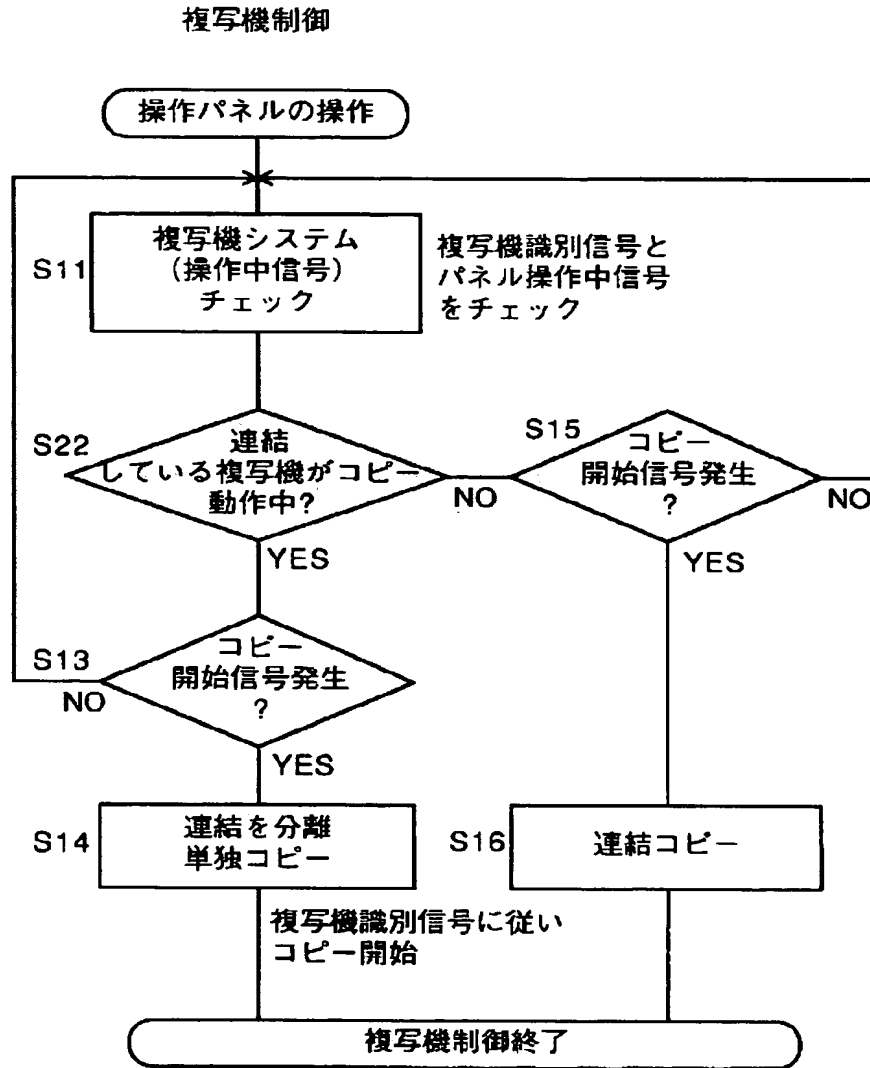 複写機制御
操作パネルの操作
S11
複写機システム
(操作中信号)
チェック
複写機識別信号と
パネル操作中信号
をチェック
S22
連結
している複写機がコピー
動作中?
NO
YES
S15
コピー
開始信号発生
?
NO
YES
S13
コピー
開始信号発生
?
NO
YES
S14
連結を分離
単独コピー
S16
連結コピー
複写機識別信号に従い
コピー開始
複写機制御終了